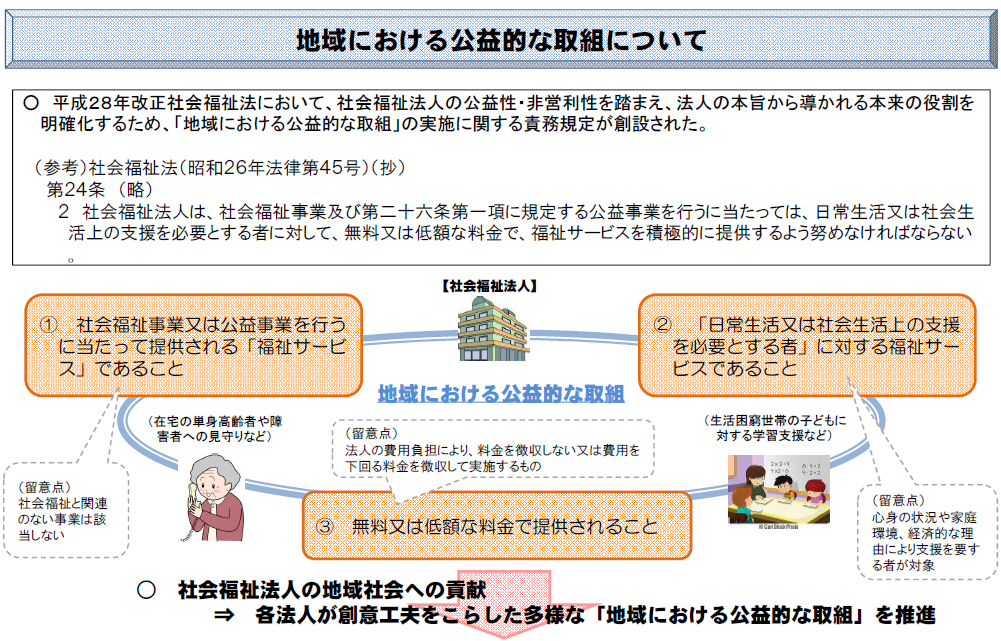 地域における公益的な取組について
○ 平成28年改正社会福祉法において、社会福祉法人の公益性・非営利性を踏まえ、法人の本旨から導かれる本来の役割を
明確化するため、「地域における公益的な取組」の実施に関する責務規定が創設された。
（参考）社会福祉法（昭和26年法律第45号）（抄）
第24条 （略）
2 社会福祉法人は、社会福祉事業及び第二十六条第一項に規定する公益事業を行うに当たっては、日常生活又は社会生
活上の支援を必要とする者に対して、無料又は低額な料金で、福祉サービスを積極的に提供するよう努めなければならない
。
【社会福祉法人】
① 社会福祉事業又は公益事業を行う
に当たって提供される「福祉サービ
ス」であること
② 「日常生活又は社会生活上の支援
を必要とする者」に対する福祉サー
ビスであること
地域における公益的な取組
（在宅の単身高齢者や障
害者への見守りなど）
（留意点）
法人の費用負担により、料金を徴収しない又は費用を
下回る料金を徴収して実施するもの
（生活困窮世帯の子どもに
対する学習支援など）
（留意点）
社会福祉と関連
のない事業は該
当しない
③ 無料又は低額な料金で提供されること
（留意点）
心身の状況や家庭
環境、経済的な理
由により支援を要す
る者が対象
○ 社会福祉法人の地域社会への貢献
⇒ 各法人が創意工夫をこらした多様な「地域における公益的な取組」を推進